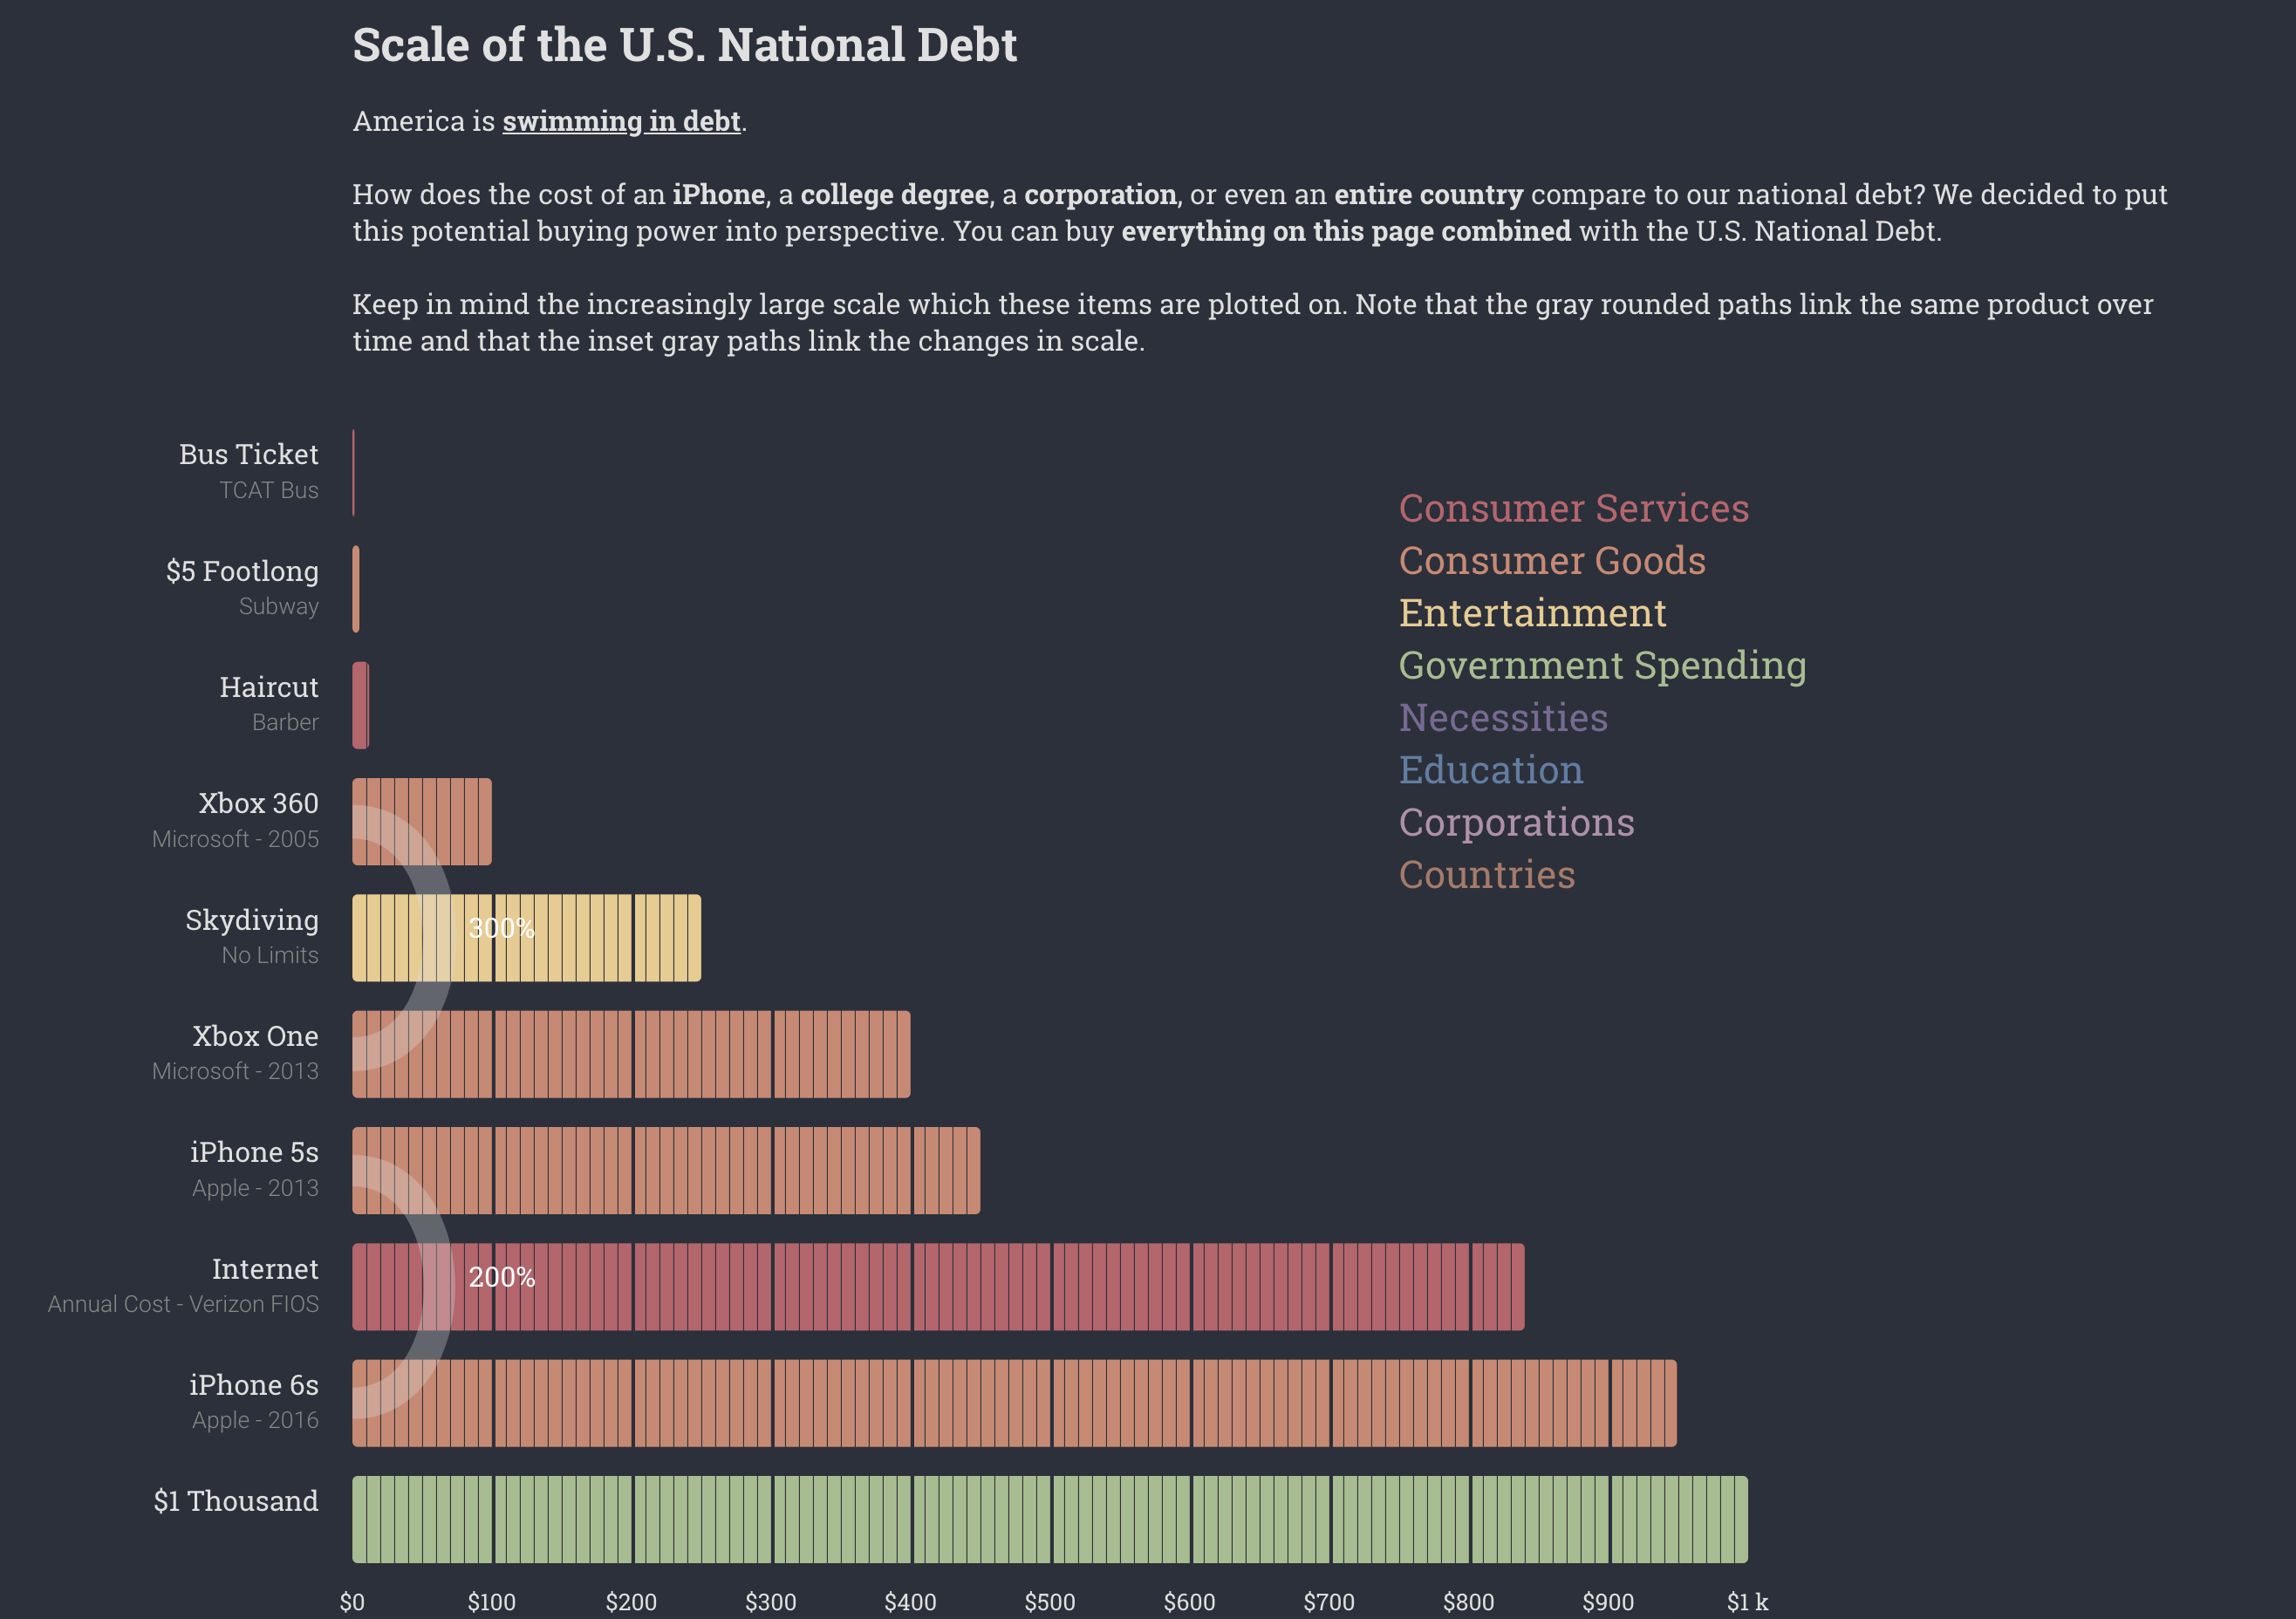 Scale of the U.S. National Debt
America is swimming in debt.
How does the cost of an iPhone, a college degree, a corporation, or even an entire country compare to our national debt? We decided to put
this potential buying power into perspective. You can buy everything on this page combined with the U.S. National Debt.
Keep in mind the increasingly large scale which these items are plotted on. Note that the gray rounded paths link the same product over
time and that the inset gray paths link the changes in scale.
Bus Ticket
TCAT Bus
$5 Footlong
Subway
Haircut
Barber
Xbox 360
Microsoft - 2005
Skydiving
No Limits
300%
Xbox One
Microsoft - 2013
iPhone 5s
Apple - 2013
Internet
Annual Cost - Verizon FIOS
200%
iPhone 6s
Apple - 2016
$1 Thousand
$0 $100 $200 $300 $400 $500 $600 $700 $800 $900 $1 k
Consumer Services
Consumer Goods
Entertainment
Government Spending
Necessities
Education
Corporations
Countries